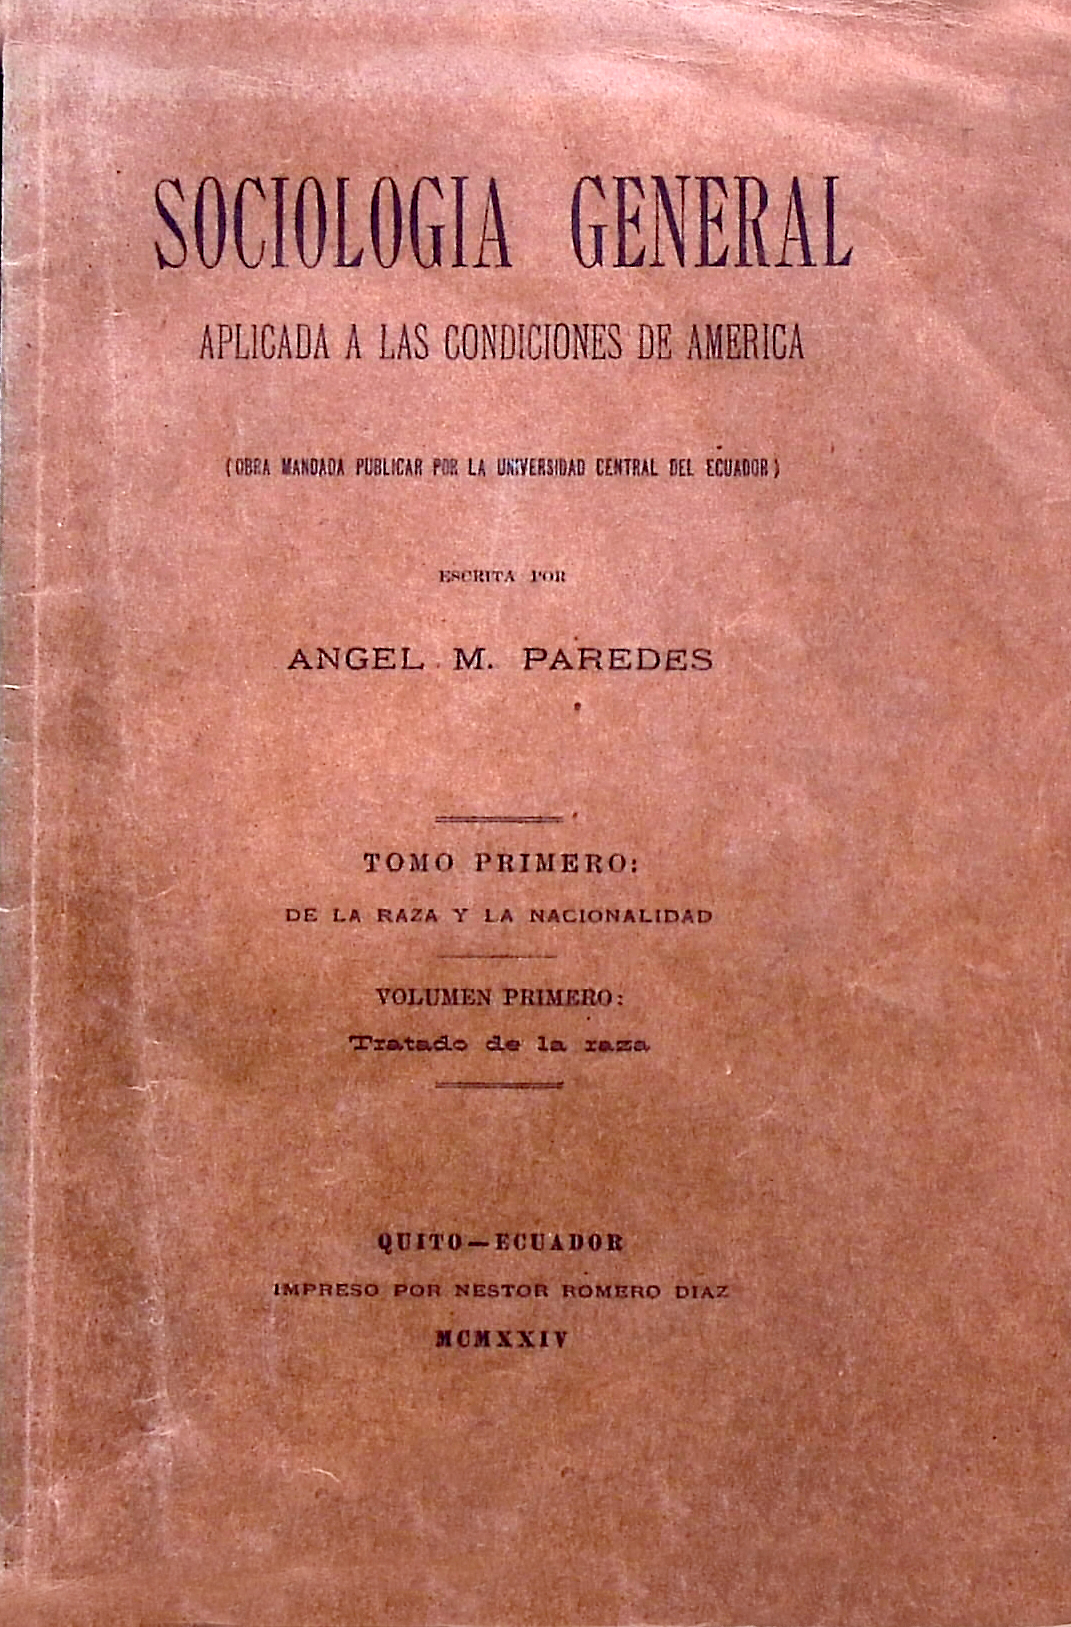 SOCIOLOGIA GENERAL
APLICADA A LAS CONDICIONES DE AMERICA
(OBRA MANDADA PUBLICAR POR LA UNIVERSIDAD CENTRAL DEL ECUADOR)
ESCRITA POR
ANGEL M. PAREDES
TOMO PRIMERO:
DE LA RAZA Y LA NACIONALIDAD
VOLUMEN PRIMERO:
Tratado de la raza
QUITO—ECUADOR
IMPRESO POR NESTOR ROMERO DIAZ
MCMXXIV